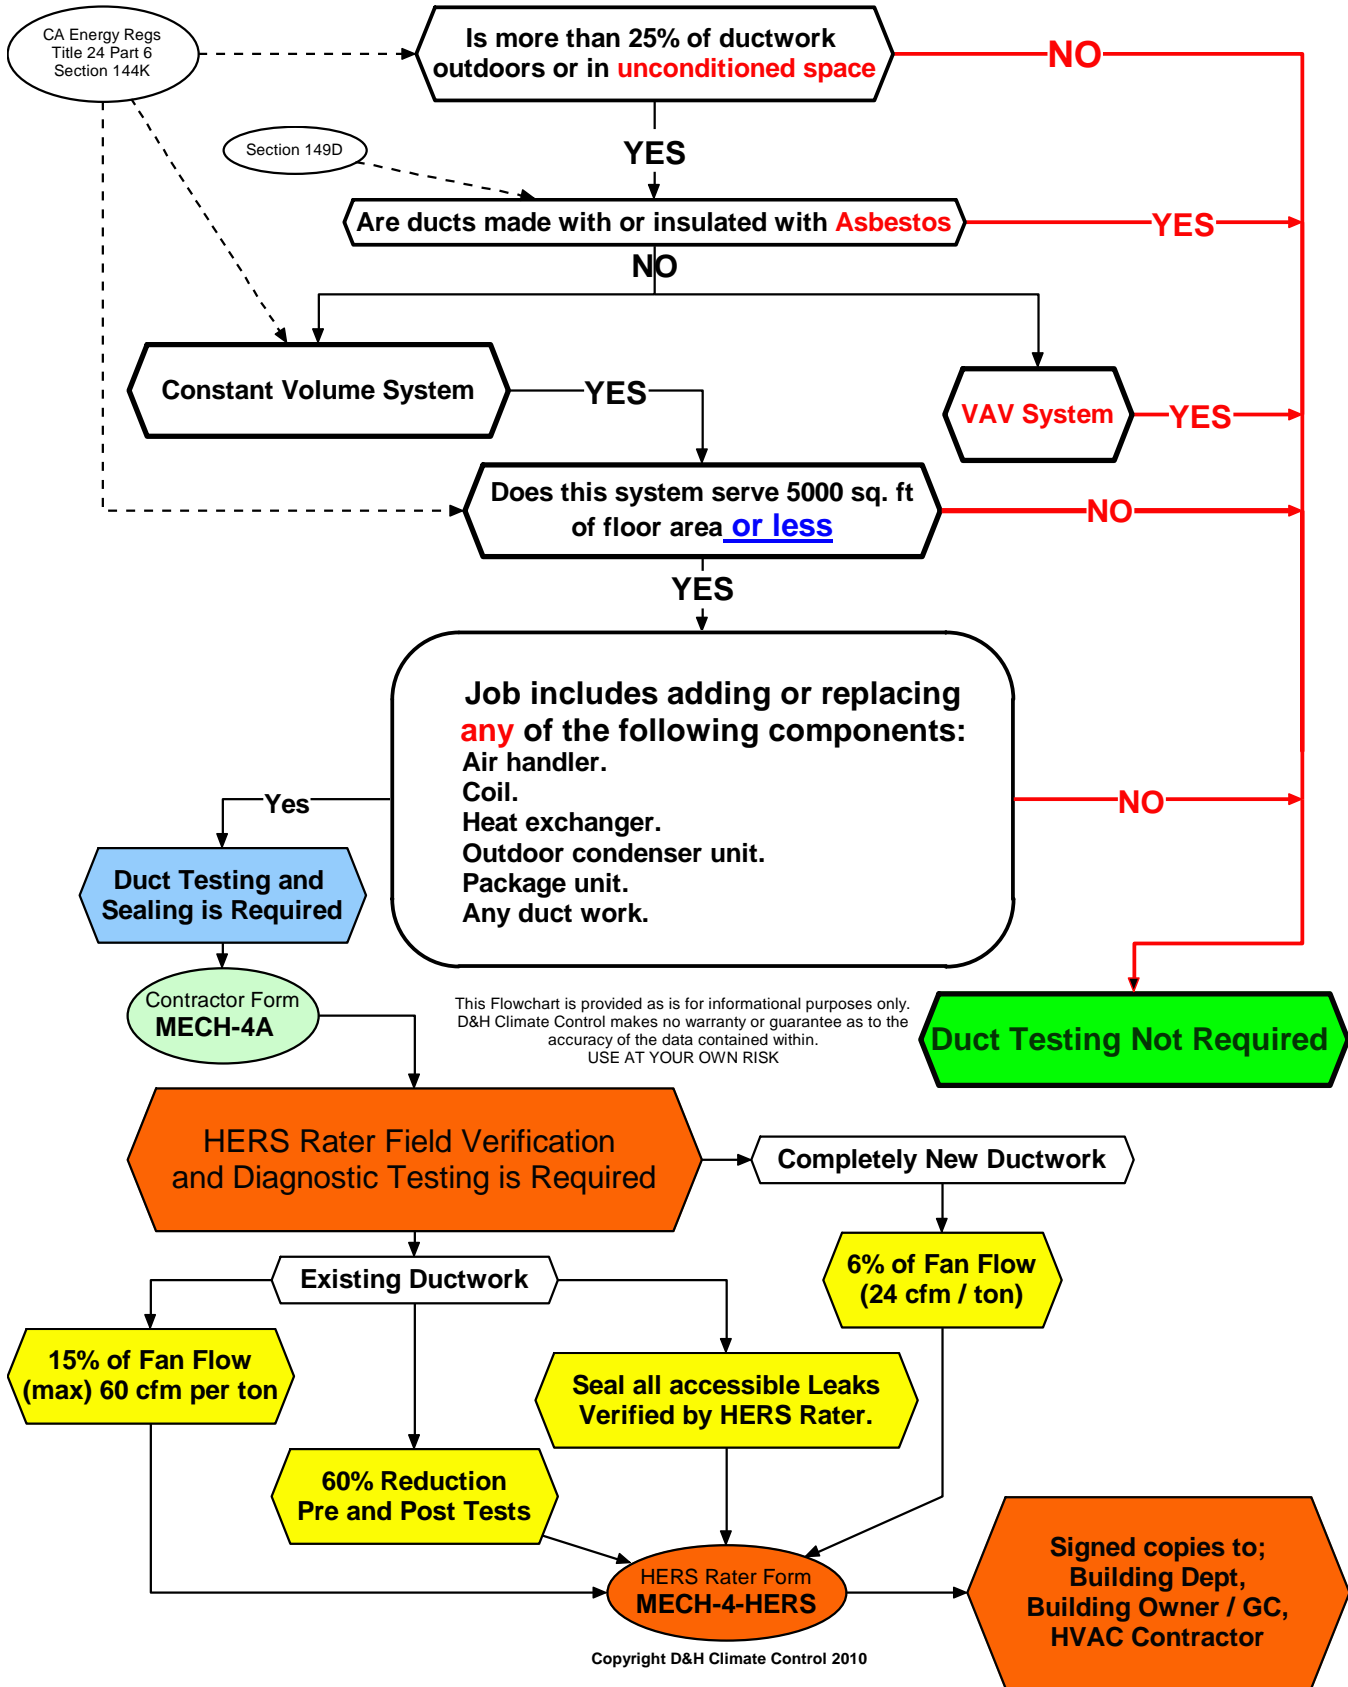 CA Energy Regs
Title 24 Part 6
Section 144K
Is more than 25% of ductwork
outdoors or in unconditioned space
NO
YES
Section 149D
Are ducts made with or insulated with Asbestos
YES
NO
Constant Volume System
YES
VAV System
YES
Does this system serve 5000 sq. ft
of floor area or less
NO
YES
Job includes adding or replacing
any of the following components:
Air handler.
Coil.
Heat exchanger.
Outdoor condenser unit.
Package unit.
Any duct work.
Yes
NO
Duct Testing and
Sealing is Required
Contractor Form
MECH-4A
This Flowchart is provided as is for informational purposes only.
D&H Climate Control makes no warranty or guarantee as to the
accuracy of the data contained within.
USE AT YOUR OWN RISK
Duct Testing Not Required
HERS Rater Field Verification
and Diagnostic Testing is Required
Completely New Ductwork
Existing Ductwork
6% of Fan Flow
(24 cfm / ton)
15% of Fan Flow
(max) 60 cfm per ton
Seal all accessible Leaks
Verified by HERS Rater.
60% Reduction
Pre and Post Tests
HERS Rater Form
MECH-4-HERS
Signed copies to;
Building Dept,
Building Owner / GC,
HVAC Contractor
Copyright D&H Climate Control 2010